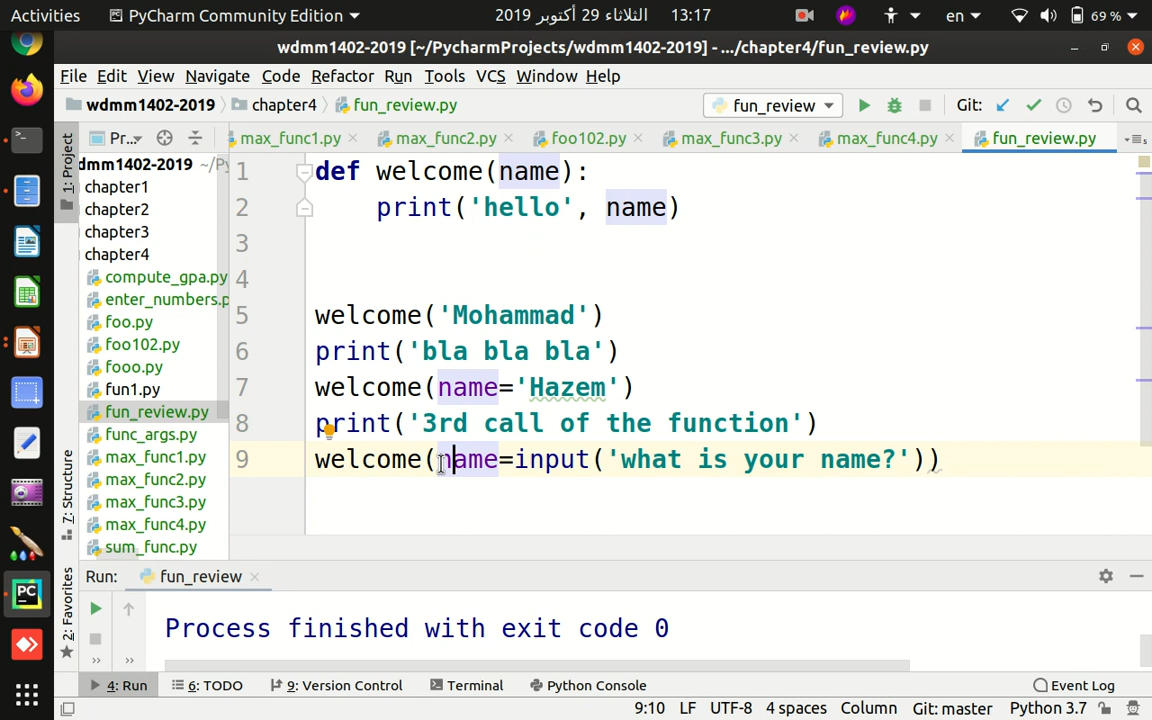 Activities PyCharm Community Edition الثلاثاء 29 أكتوبر 2019 13:17 en 69 %
wdmm1402-2019 [~/PycharmProjects/wdmm1402-2019] - .../chapter4/fun_review.py
File Edit View Navigate Code Refactor Run Tools VCS Window Help
wdmm1402-2019 chapter4 fun_review.py fun_review Git:
1: Project
Pr... max_func1.py max_func2.py foo102.py max_func3.py max_func4.py fun_review.py
dmm1402-2019 ~/Py
chapter1
chapter2
chapter3
chapter4
compute_gpa.py
enter_numbers.p
foo.py
foo102.py
fooo.py
fun1.py
fun_review.py
func_args.py
max_func1.py
max_func2.py
max_func3.py
max_func4.py
sum_func.py
1 def welcome(name):
2 print('hello', name)
3
4
5 welcome('Mohammad')
6 print('bla bla bla')
7 welcome(name='Hazem')
8 print('3rd call of the function')
9 welcome(name=input('what is your name?'))
7: Structure
2: Favorites
PC
Run: fun_review
Process finished with exit code 0
4: Run 6: TODO 9: Version Control Terminal Python Console Event Log
9:10 LF UTF-8 4 spaces Column Git: master Python 3.7